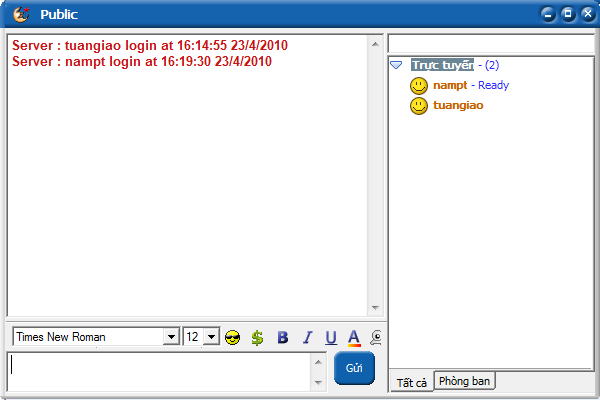 Public
Server : tuangiao login at 16:14:55 23/4/2010
Server : nampt login at 16:19:30 23/4/2010
Trực tuyến - (2)
nampt - Ready
tuangiao
Times New Roman 12 $ B I U A
Gửi
Tất cả Phòng ban